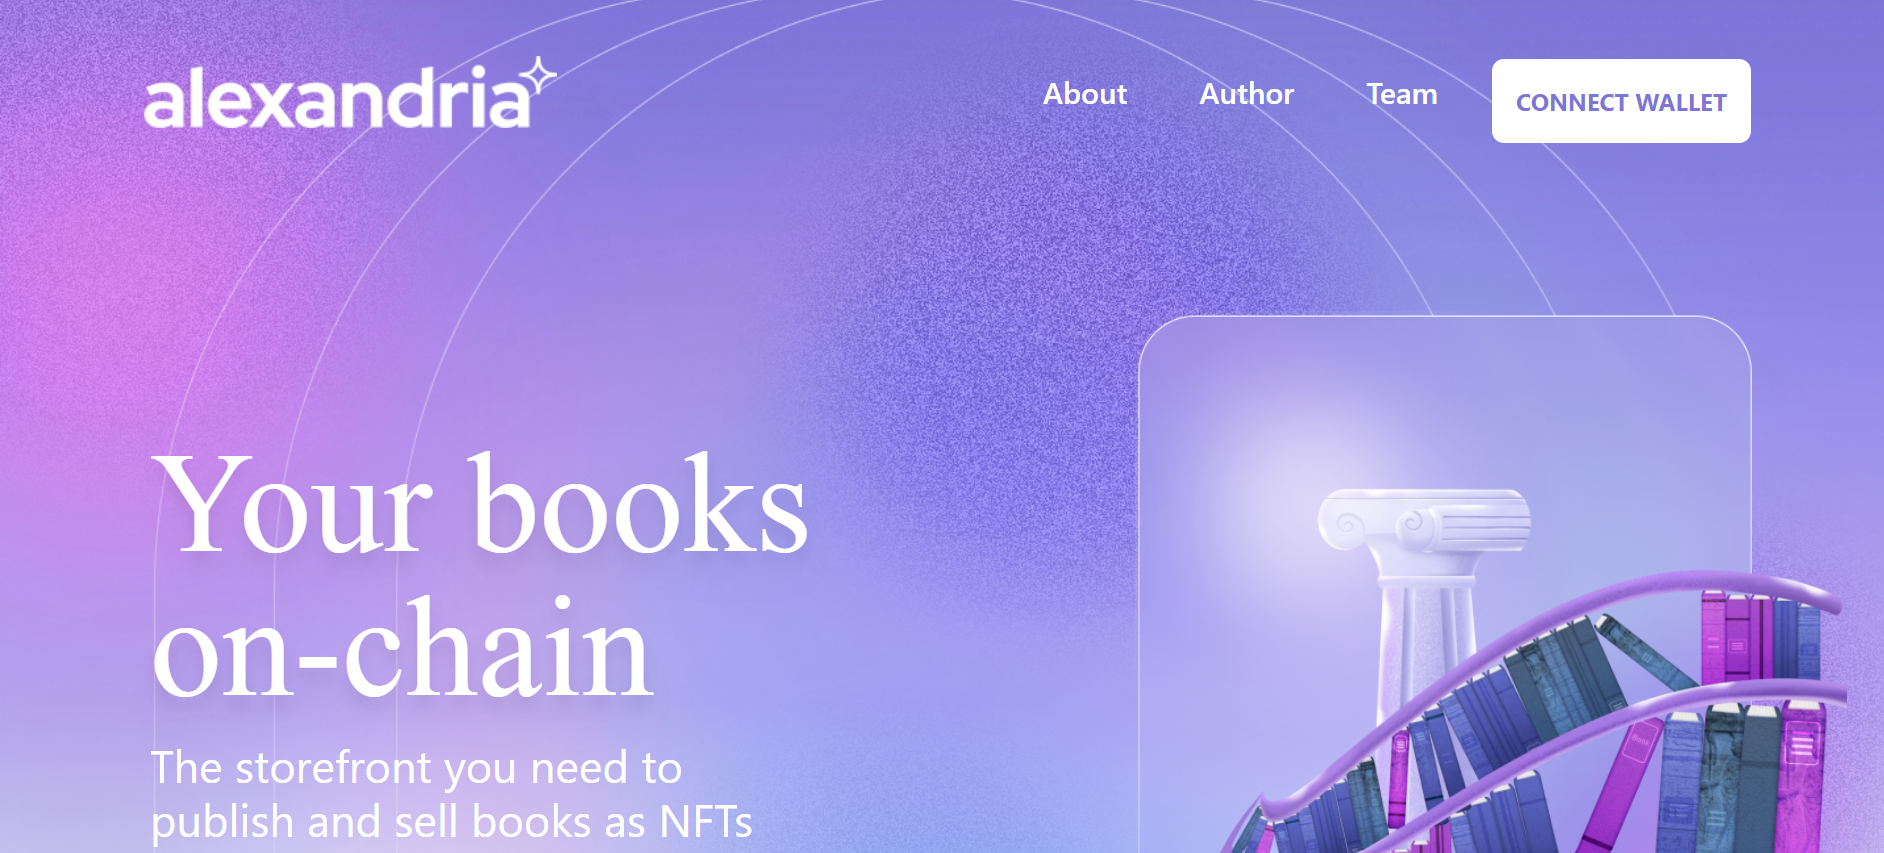 alexandria
About
Author
Team
CONNECT WALLET
Your books
on-chain
The storefront you need to
publish and sell books as NFTs
Book